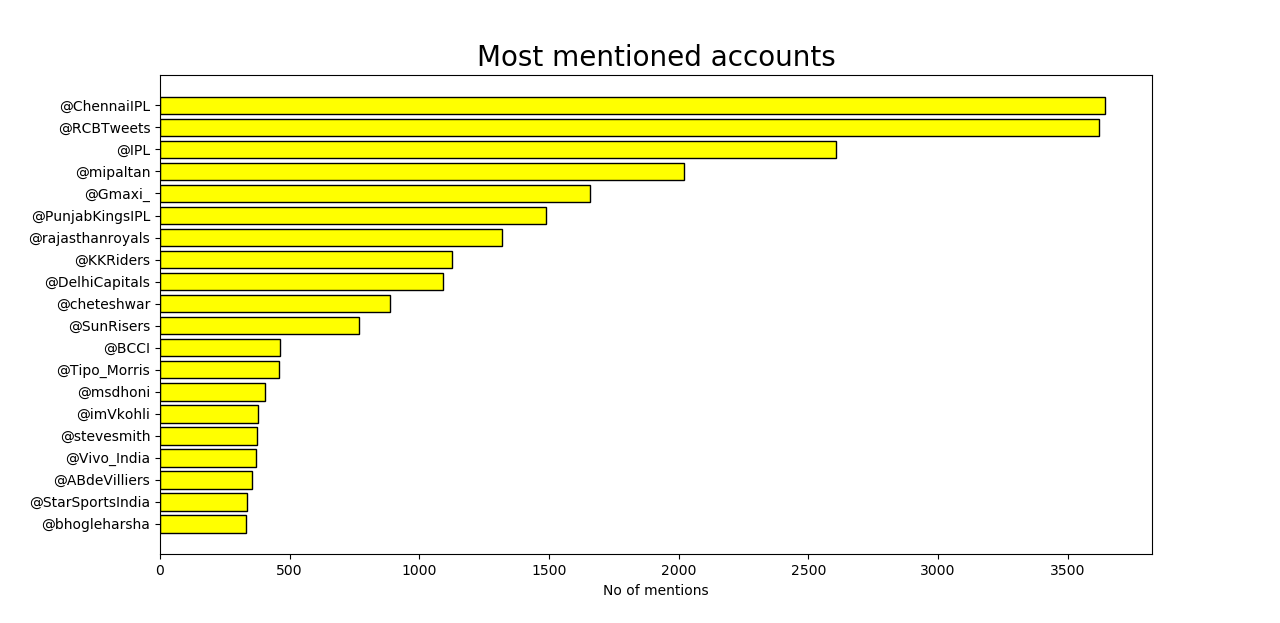 Most mentioned accounts
@ChennaiIPL
@RCBTweets
@IPL
@mipaltan
@Gmaxi_
@PunjabKingsIPL
@rajasthanroyals
@KKRiders
@DelhiCapitals
@cheteshwar
@SunRisers
@BCCI
@Tipo_Morris
@msdhoni
@imVkohli
@stevesmith
@Vivo_India
@ABdeVilliers
@StarSportsIndia
@bhogleharsha
0 500 1000 1500 2000 2500 3000 3500
No of mentions